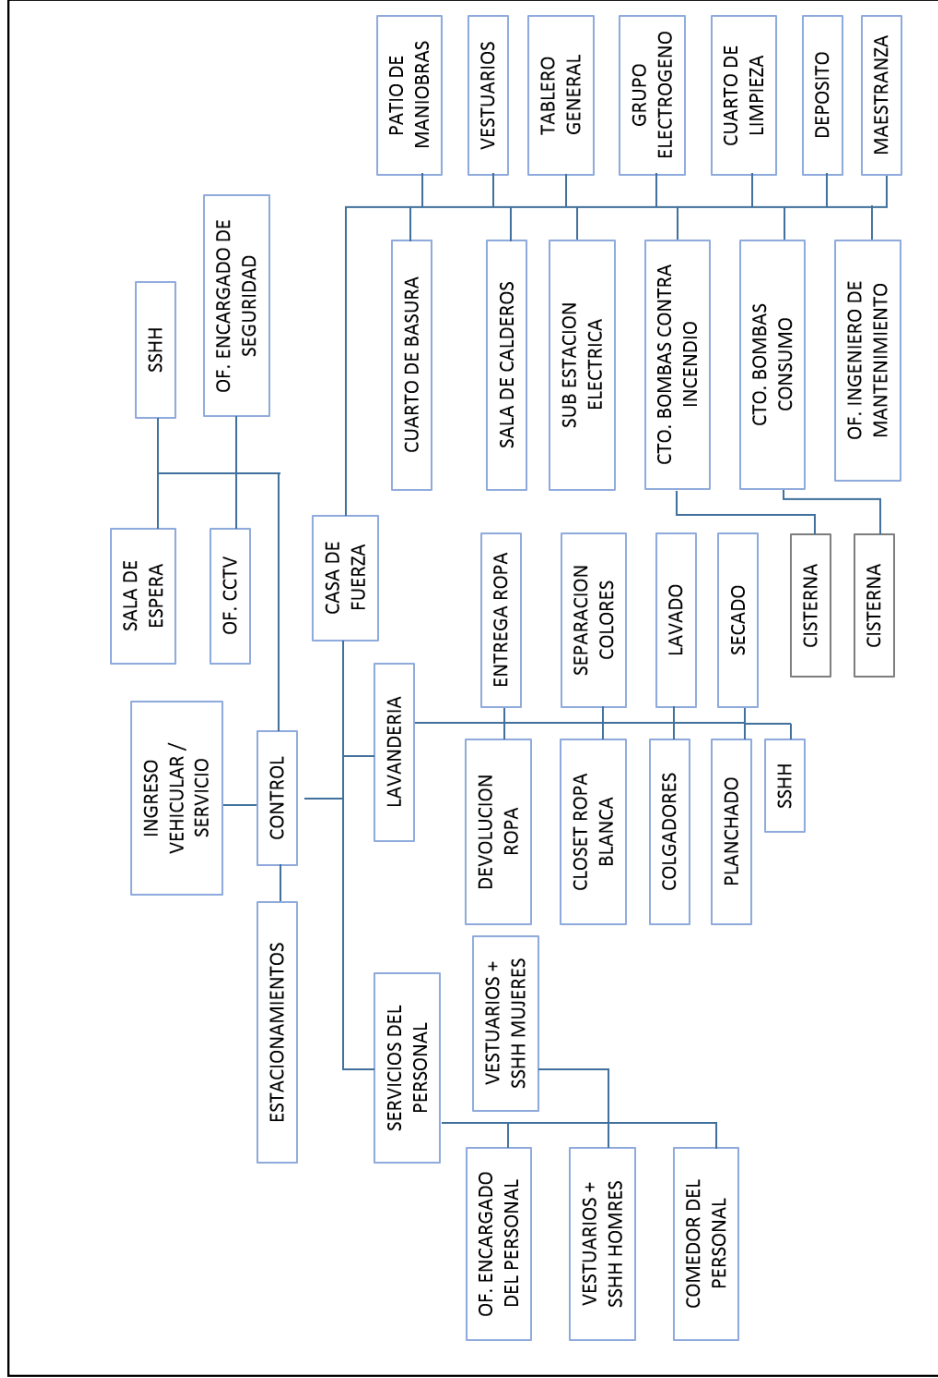 INGRESO
VEHICULAR /
SERVICIO
ESTACIONAMIENTOS
CONTROL
SALA DE
ESPERA
SSHH
OF. CCTV
OF. ENCARGADO DE
SEGURIDAD
SERVICIOS DEL
PERSONAL
LAVANDERIA
CASA DE
FUERZA
OF. ENCARGADO
DEL PERSONAL
VESTUARIOS +
SSHH MUJERES
VESTUARIOS +
SSHH HOMRES
COMEDOR DEL
PERSONAL
DEVOLUCION
ROPA
ENTREGA ROPA
CLOSET ROPA
BLANCA
SEPARACION
COLORES
COLGADORES
LAVADO
PLANCHADO
SECADO
SSHH
CUARTO DE BASURA
PATIO DE
MANIOBRAS
SALA DE CALDEROS
VESTUARIOS
SUB ESTACION
ELECTRICA
TABLERO
GENERAL
CTO. BOMBAS CONTRA
INCENDIO
GRUPO
ELECTROGENO
CTO. BOMBAS
CONSUMO
CUARTO DE
LIMPIEZA
OF. INGENIERO DE
MANTENIMIENTO
DEPOSITO
MAESTRANZA
CISTERNA
CISTERNA